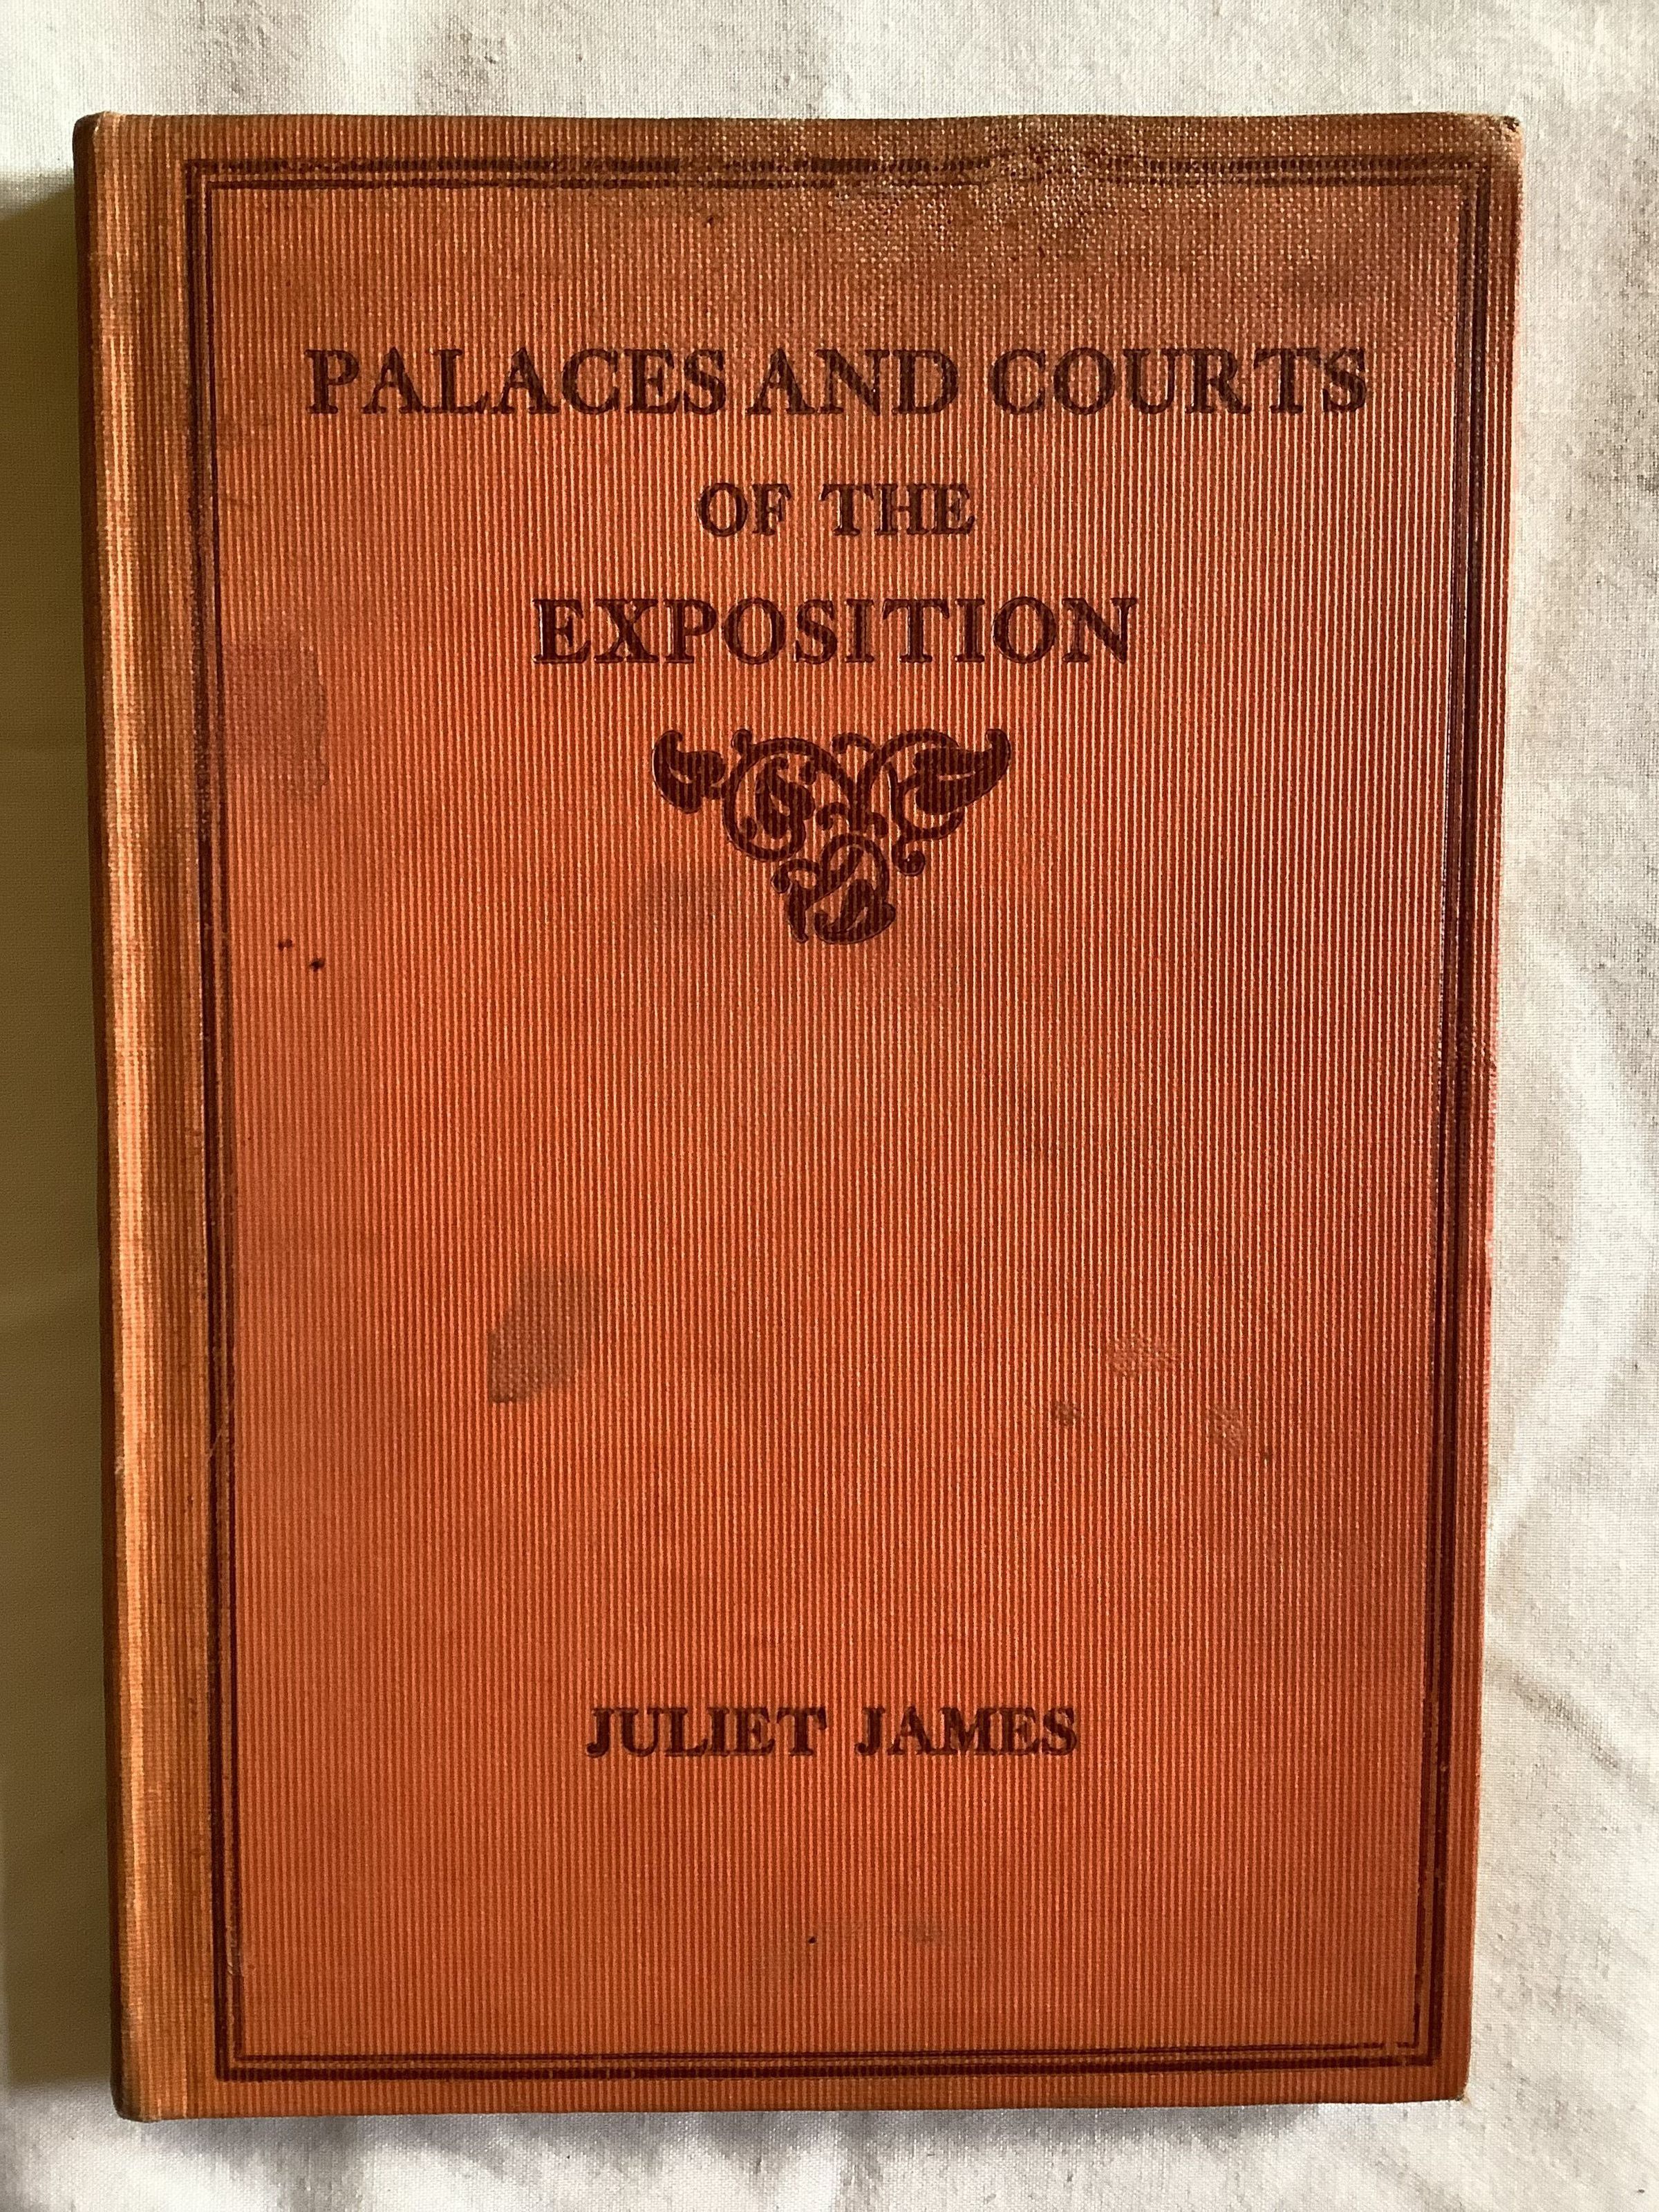 PALACES AND COURTS
OF THE
EXPOSITION
JULIET JAMES